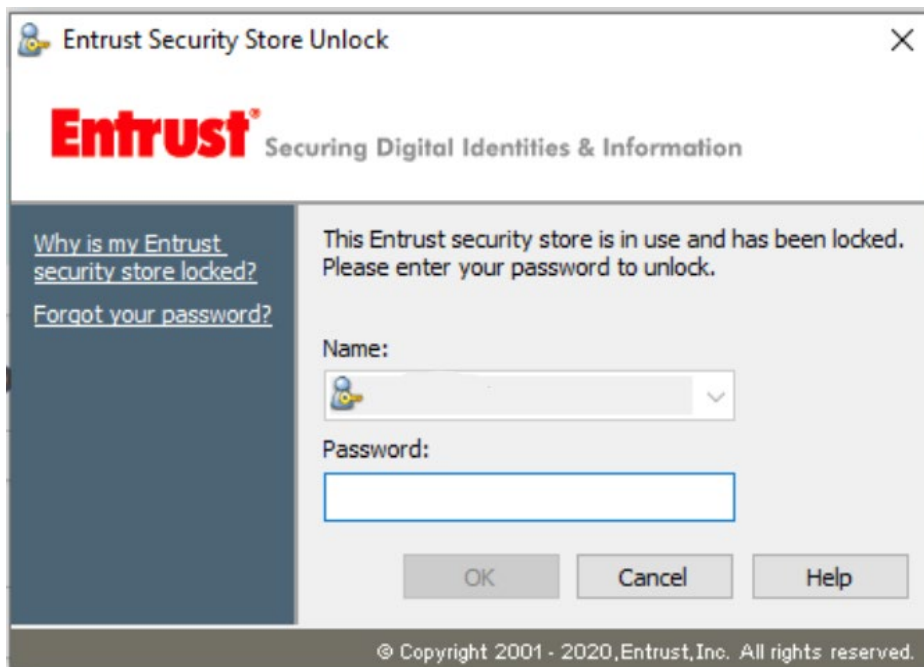 Entrust Security Store Unlock
Entrust® Securing Digital Identities & Information
Why is my Entrust
security store locked?
Forgot your password?
This Entrust security store is in use and has been locked.
Please enter your password to unlock.
Name:
Password:
OK
Cancel
Help
© Copyright 2001 - 2020,Entrust,Inc. All rights reserved.